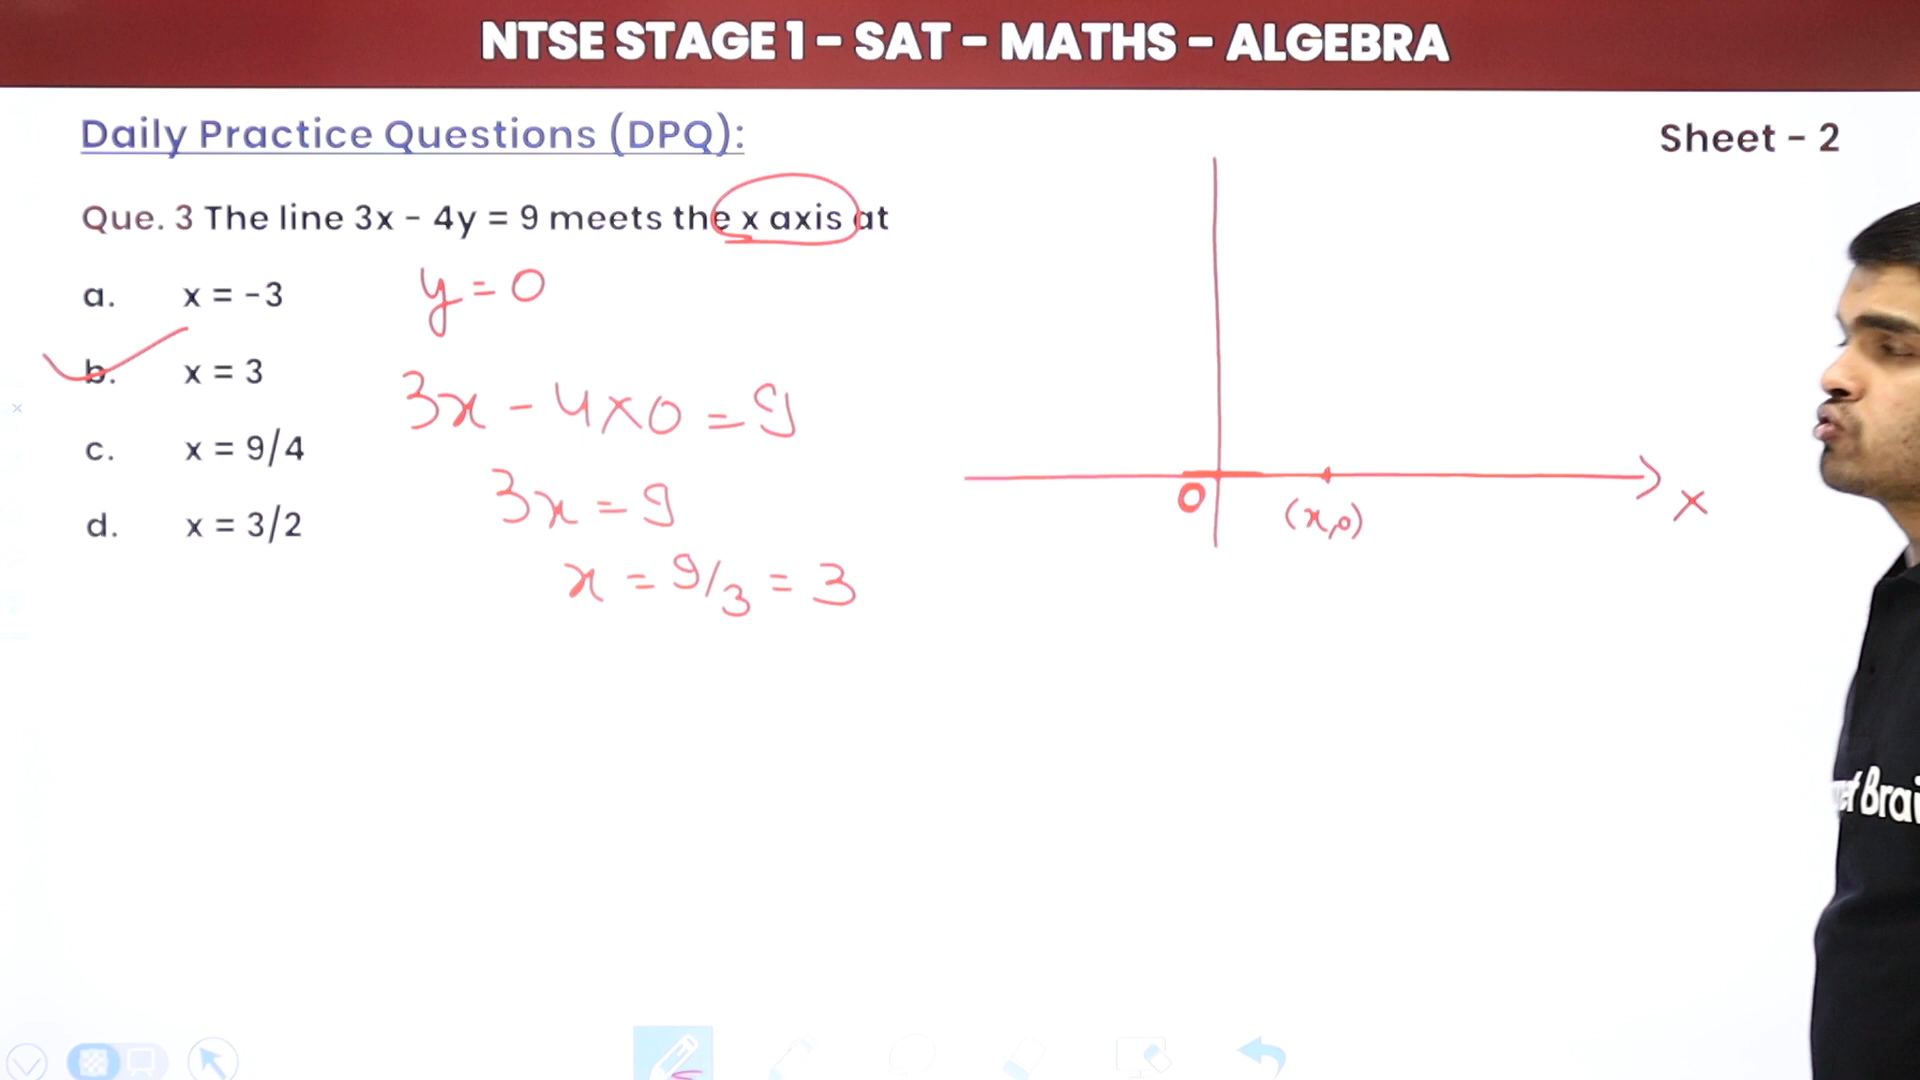 NTSE STAGE 1 - SAT - MATHS - ALGEBRA
Daily Practice Questions (DPQ):
Sheet - 2
Que. 3 The line 3x - 4y = 9 meets the x axis at
a. x = -3
b. x = 3
c. x = 9/4
d. x = 3/2
y = 0
3x - 4 × 0 = 9
3x = 9
x = 9/3 = 3
0
(x,0)
X